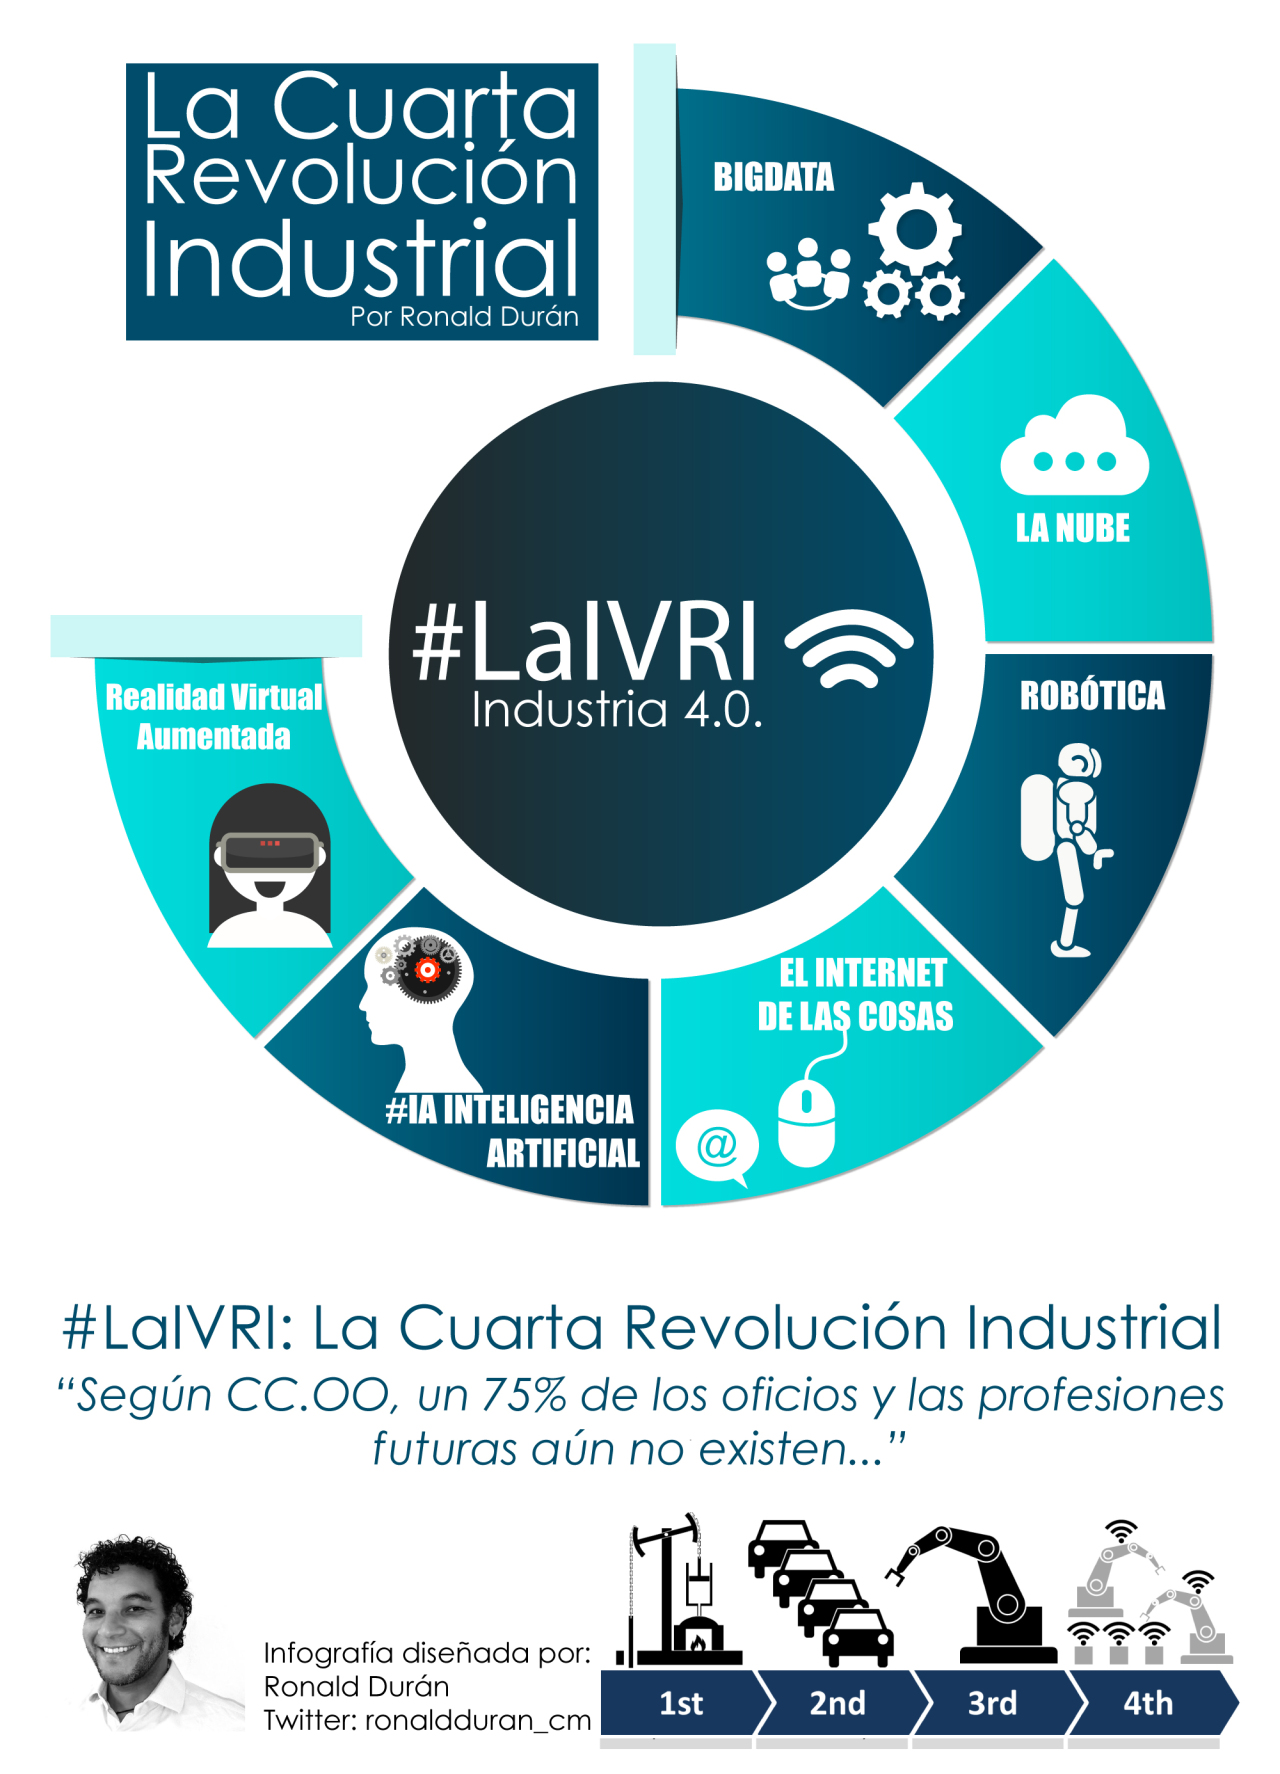 La Cuarta
Revolución
Industrial
Por Ronald Durán
BIGDATA
LA NUBE
ROBÓTICA
EL INTERNET
DE LAS COSAS
@
#IA INTELIGENCIA
ARTIFICIAL
Realidad Virtual
Aumentada
#LaIVRI
Industria 4.0.
#LaIVRI: La Cuarta Revolución Industrial
“Según CC.OO, un 75% de los oficios y las profesiones
futuras aún no existen...”
Infografía diseñada por:
Ronald Durán
Twitter: ronaldduran_cm
1st 2nd 3rd 4th